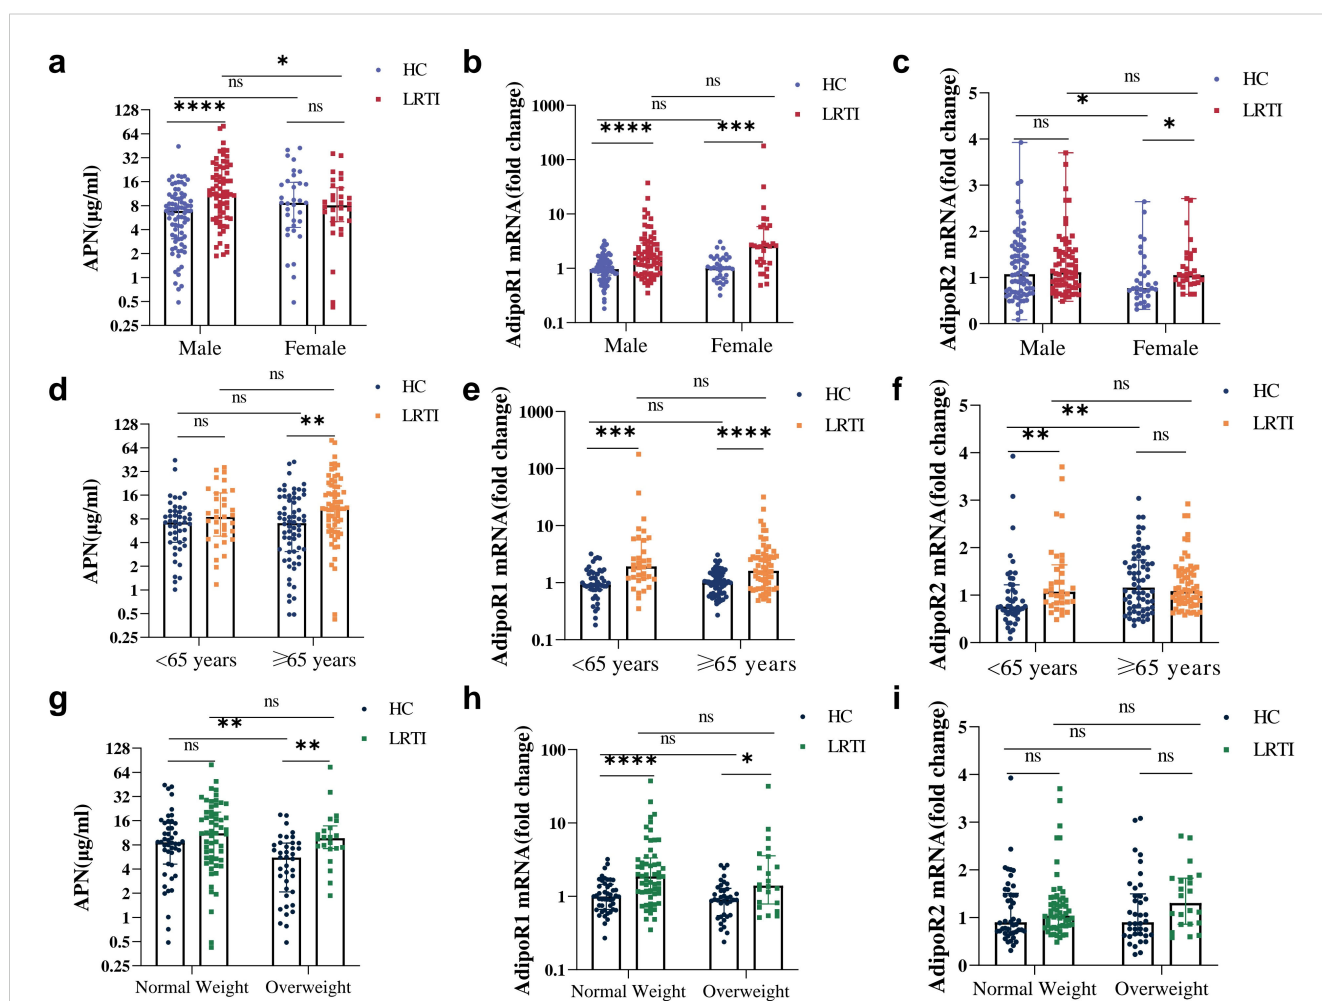 a
*
ns
****
ns
HC
LRTI
APN(μg/ml)
128
64
32
16
8
4
2
1
0.5
0.25
Male
Female
b
ns
ns
****
***
HC
LRTI
AdipoR1 mRNA(fold change)
1000
100
10
1
0.1
Male
Female
c
ns
*
ns
*
HC
LRTI
AdipoR2 mRNA(fold change)
5
4
3
2
1
0
Male
Female
d
ns
ns
ns
**
HC
LRTI
APN(μg/ml)
128
64
32
16
8
4
2
1
0.5
0.25
<65 years
⩾65 years
e
ns
ns
***
****
HC
LRTI
AdipoR1 mRNA(fold change)
1000
100
10
1
0.1
<65 years
⩾65 years
f
ns
**
**
ns
HC
LRTI
AdipoR2 mRNA(fold change)
5
4
3
2
1
0
<65 years
⩾65 years
g
ns
**
ns
**
HC
LRTI
APN(μg/ml)
128
64
32
16
8
4
2
1
0.5
0.25
Normal Weight
Overweight
h
ns
ns
****
*
HC
LRTI
AdipoR1 mRNA(fold change)
100
10
1
0.1
Normal Weight
Overweight
i
ns
ns
ns
ns
HC
LRTI
AdipoR2 mRNA(fold change)
5
4
3
2
1
0
Normal Weight
Overweight